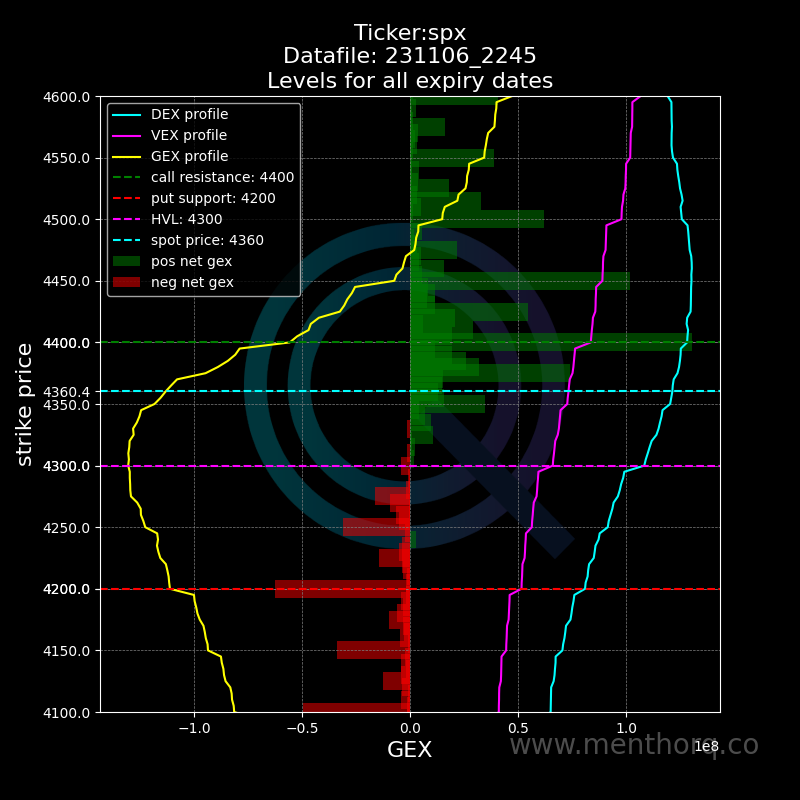 Ticker:spx
Datafile: 231106_2245
Levels for all expiry dates
DEX profile
VEX profile
GEX profile
call resistance: 4400
put support: 4200
HVL: 4300
spot price: 4360
pos net gex
neg net gex
strike price
4600.0
4550.0
4500.0
4450.0
4400.0
4360.4
4350.0
4300.0
4250.0
4200.0
4150.0
4100.0
−1.0 −0.5 0.0 0.5 1.0
1e8
GEX
www.menthorq.co